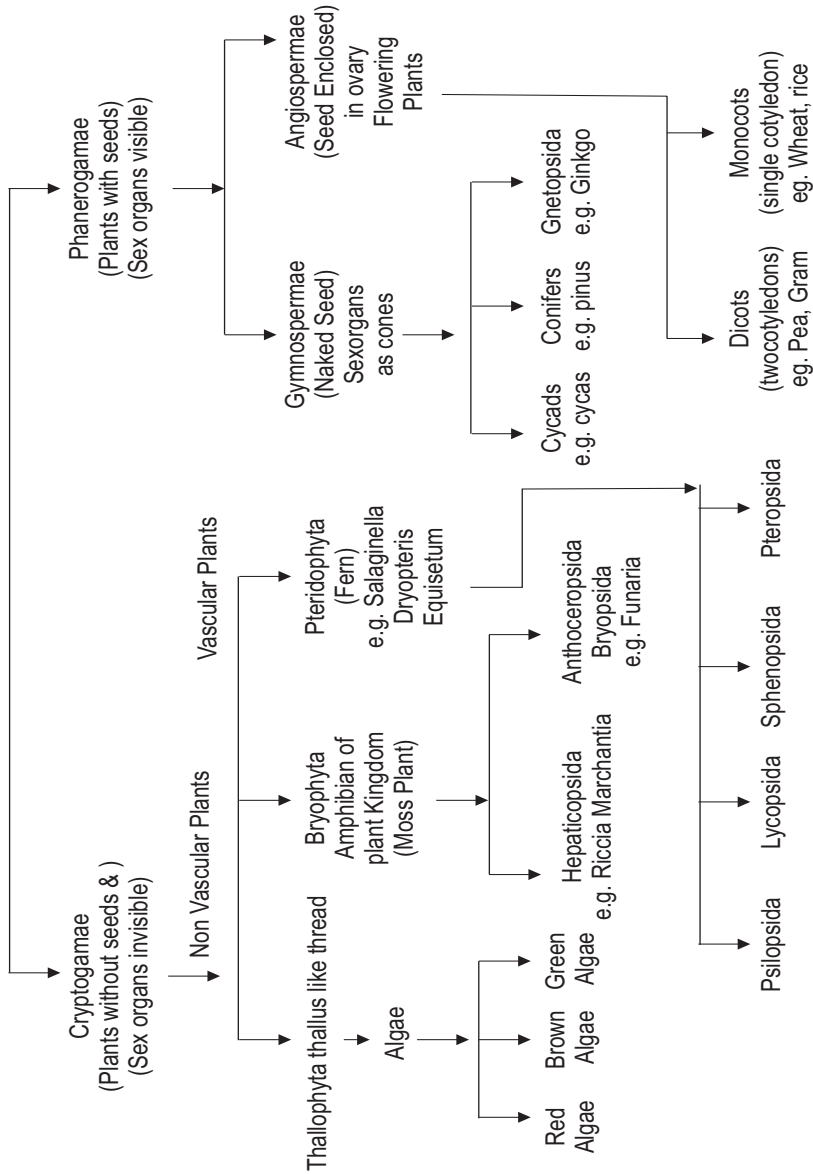 Cryptogamae
(Plants without seeds & )
(Sex organs invisible)
Phanerogamae
(Plants with seeds)
(Sex organs visible)
Non Vascular Plants
Vascular Plants
Thallophyta thallus like thread
Algae
Red
Algae
Brown
Algae
Green
Algae
Bryophyta
Amphibian of
plant Kingdom
(Moss Plant)
Hepaticopsida
e.g. Riccia Marchantia
Anthoceropsida
Bryopsida
e.g. Funaria
Pteridophyta
(Fern)
e.g. Salaginella
Dryopteris
Equisetum
Psilopsida
Lycopsida
Sphenopsida
Pteropsida
Gymnospermae
(Naked Seed)
Sexorgans
as cones
Cycads
e.g. cycas
Conifers
e.g. pinus
Gnetopsida
e.g. Ginkgo
Angiospermae
(Seed Enclosed)
in ovary
Flowering
Plants
Dicots
(twocotyledons)
eg. Pea, Gram
Monocots
(single cotyledon)
eg. Wheat, rice